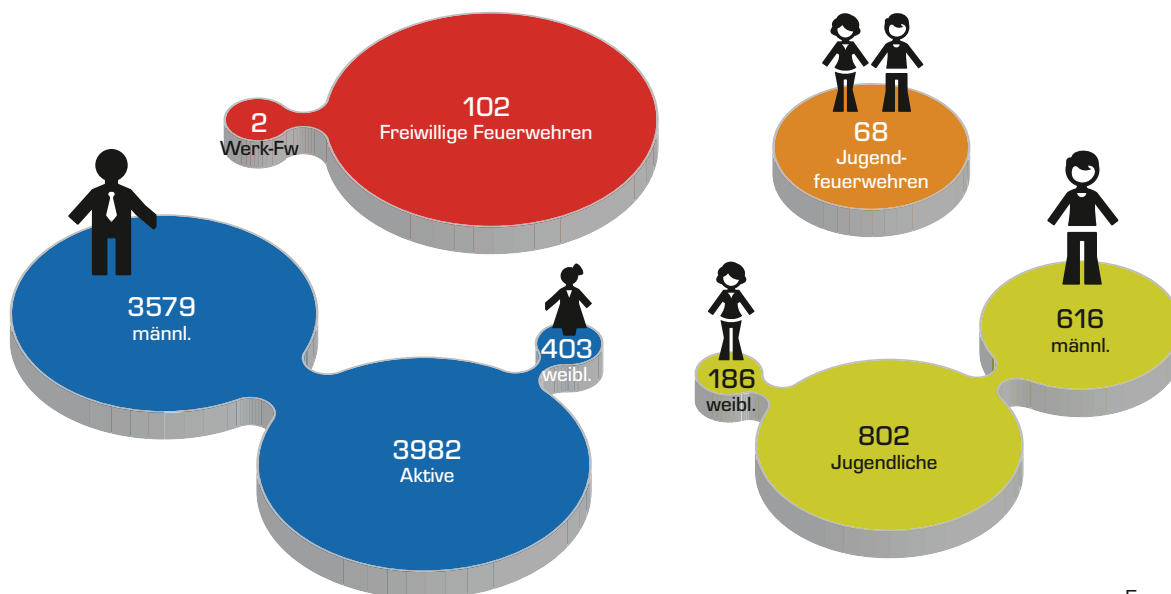 102
Freiwillige Feuerwehren
2
Werk-Fw
68
Jugend-
feuerwehren
3579
männl.
403
weibl.
3982
Aktive
186
weibl.
616
männl.
802
Jugendliche